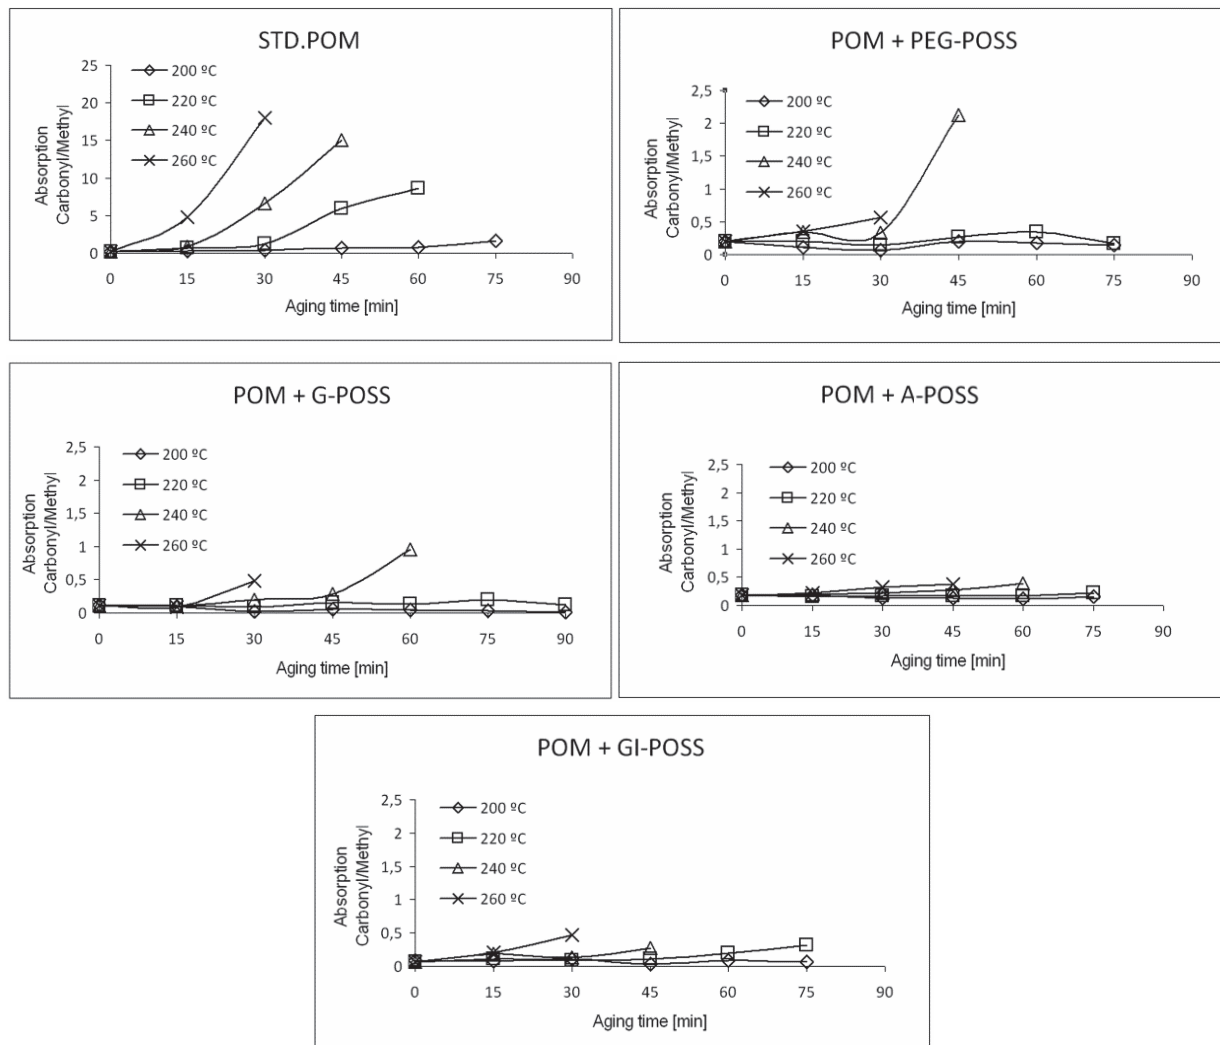 STD.POM
Absorption
Carbonyl/Methyl
25
20
15
10
5
0
200 ºC
220 ºC
240 ºC
260 ºC
0 15 30 45 60 75 90
Aging time [min]
POM + PEG-POSS
Absorption
Carbonyl/Methyl
2,5
2
1,5
1
0,5
0
200 ºC
220 ºC
240 ºC
260 ºC
0 15 30 45 60 75 90
Aging time [min]
POM + G-POSS
Absorption
Carbonyl/Methyl
2,5
2
1,5
1
0,5
0
200 ºC
220 ºC
240 ºC
260 ºC
0 15 30 45 60 75 90
Aging time [min]
POM + A-POSS
Absorption
Carbonyl/Methyl
2,5
2
1,5
1
0,5
0
200 ºC
220 ºC
240 ºC
260 ºC
0 15 30 45 60 75 90
Aging time [min]
POM + GI-POSS
Absorption
Carbonyl/Methyl
2,5
2
1,5
1
0,5
0
200 ºC
220 ºC
240 ºC
260 ºC
0 15 30 45 60 75 90
Aging time [min]